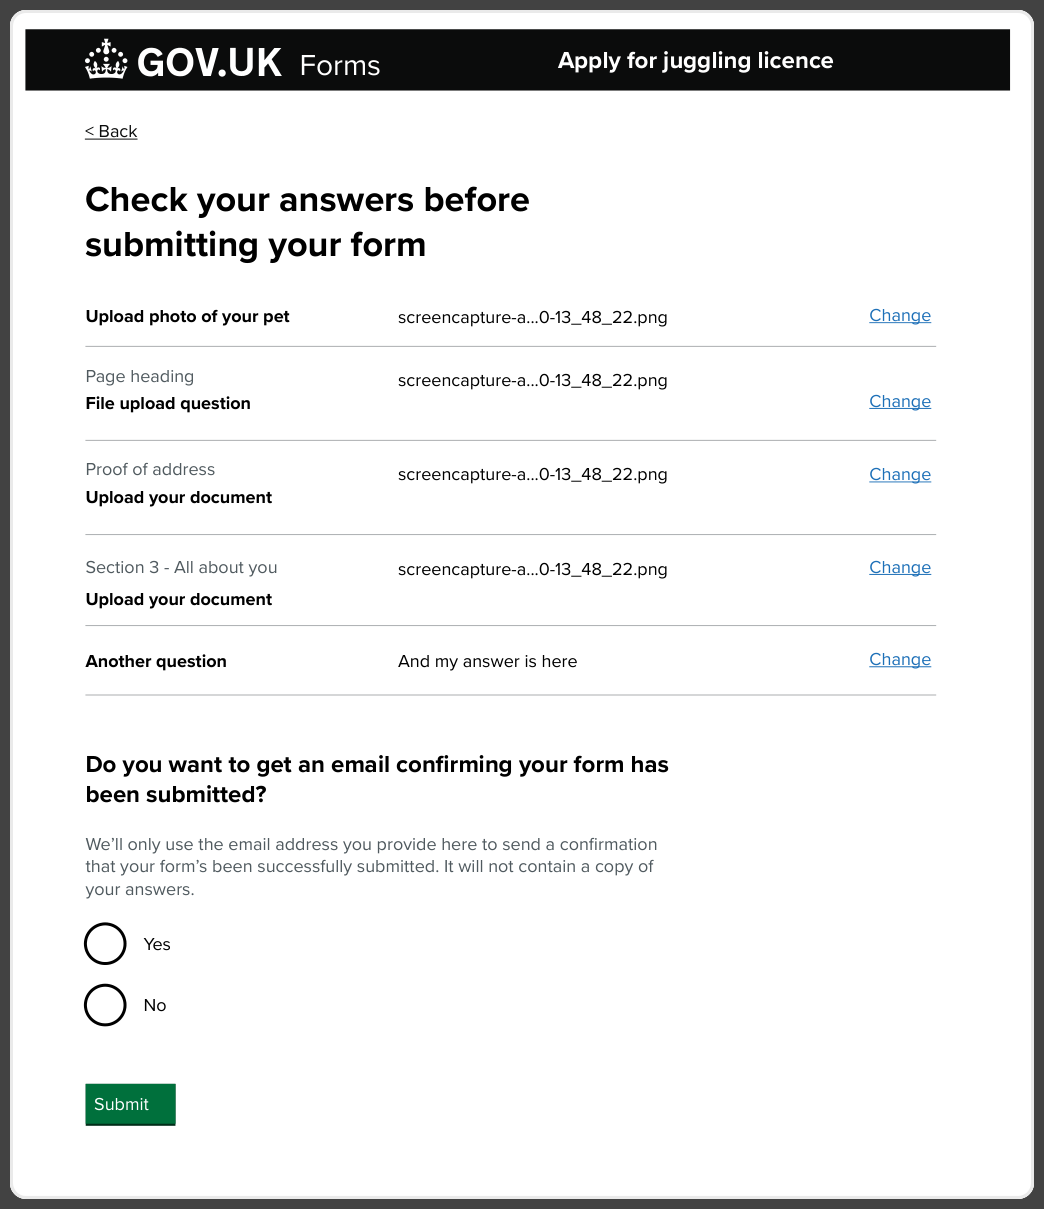 GOV.UK Forms
Apply for juggling licence
< Back
Check your answers before
submitting your form
Upload photo of your pet
screencapture-a...0-13_48_22.png
Change
Page heading
File upload question
screencapture-a...0-13_48_22.png
Change
Proof of address
Upload your document
screencapture-a...0-13_48_22.png
Change
Section 3 - All about you
Upload your document
screencapture-a...0-13_48_22.png
Change
Another question
And my answer is here
Change
Do you want to get an email confirming your form has
been submitted?
We’ll only use the email address you provide here to send a confirmation
that your form’s been successfully submitted. It will not contain a copy of
your answers.
Yes
No
Submit